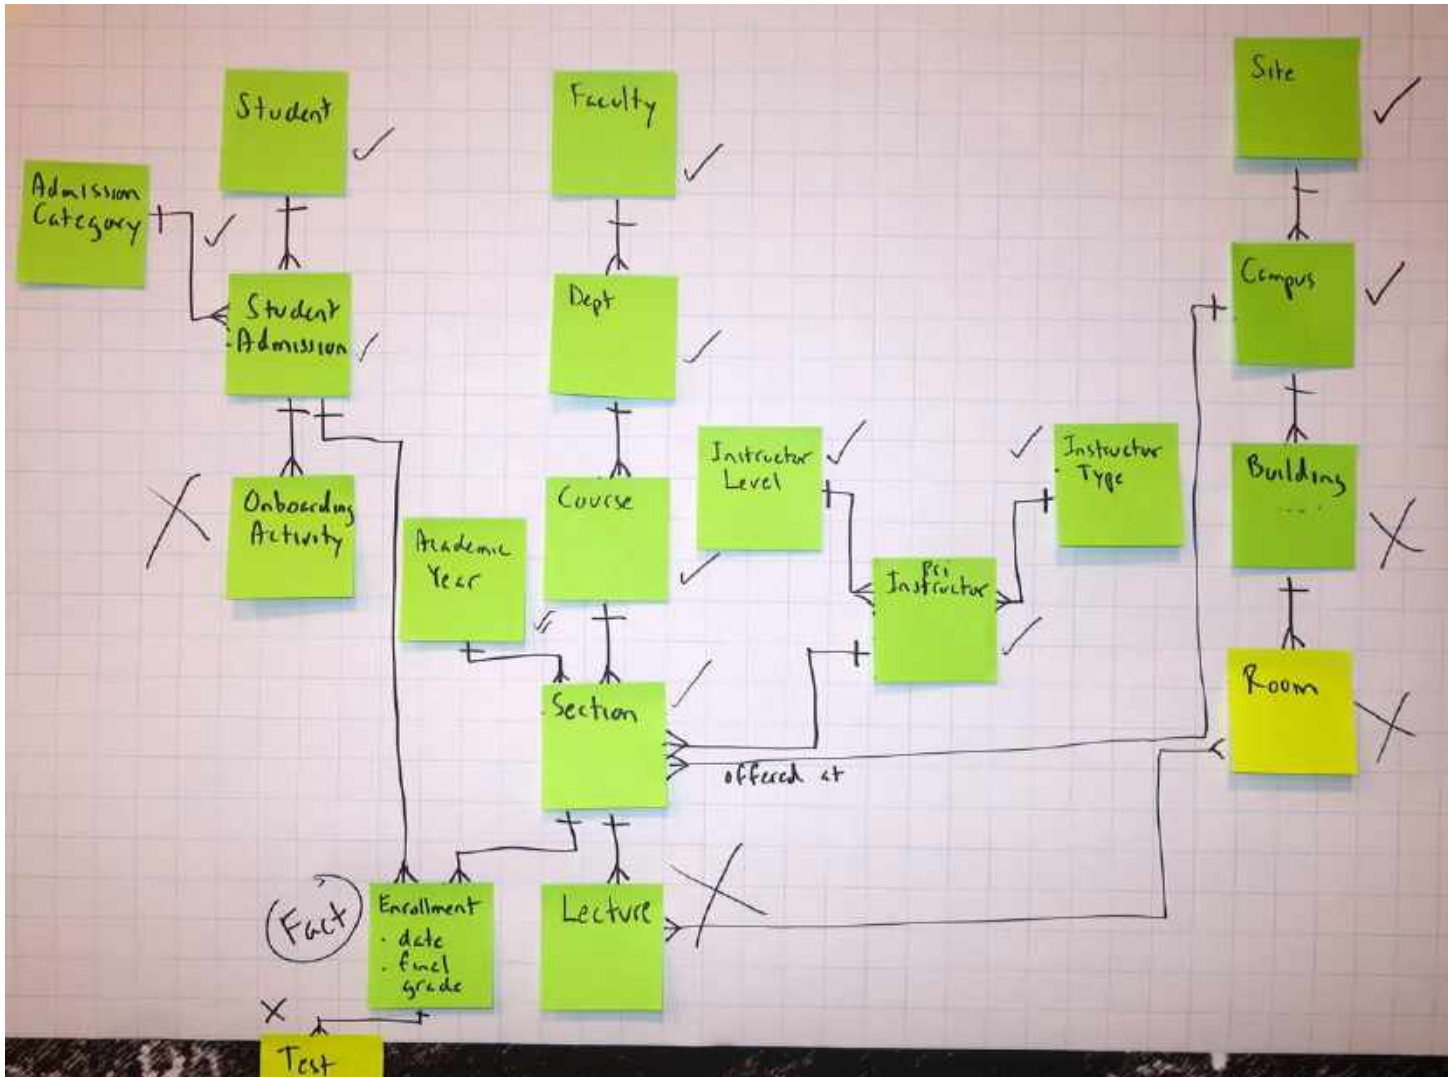 Student
Faculty
Site
Admission
Category
Student
. Admission
Dept
Campus
Onboarding
Activity
Academic
Year
Course
Instructor
Level
Instructor
Type
Building
....
Pri
Instructor
. Section
Room
offered at
Fact
Enrollment
. date
. final
grade
Lecture
Test